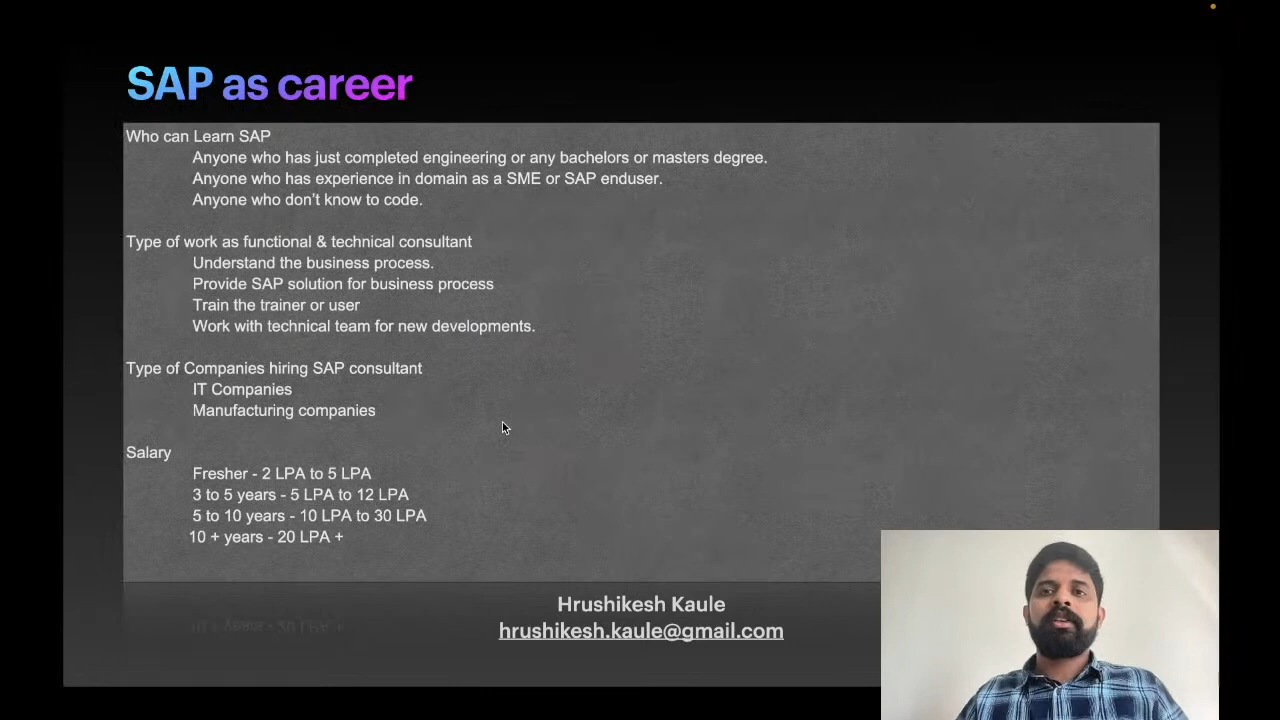 SAP as career
Who can Learn SAP
Anyone who has just completed engineering or any bachelors or masters degree.
Anyone who has experience in domain as a SME or SAP enduser.
Anyone who don't know to code.
Type of work as functional & technical consultant
Understand the business process.
Provide SAP solution for business process
Train the trainer or user
Work with technical team for new developments.
Type of Companies hiring SAP consultant
IT Companies
Manufacturing companies
Salary
Fresher - 2 LPA to 5 LPA
3 to 5 years - 5 LPA to 12 LPA
5 to 10 years - 10 LPA to 30 LPA
10 + years - 20 LPA +
Hrushikesh Kaule
hrushikesh.kaule@gmail.com